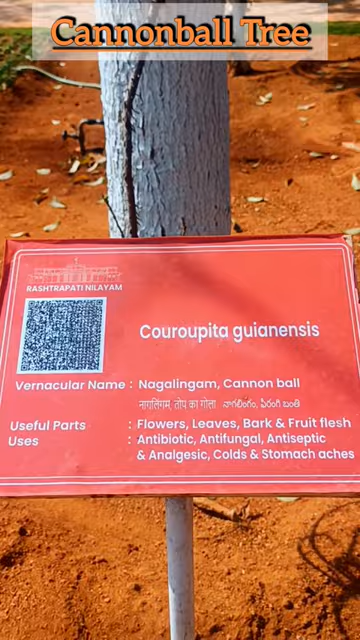 Cannonball Tree
RASHTRAPATI NILAYAM
Couroupita guianensis
Vernacular Name : Nagalingam, Cannon ball
नागलिंगम, तोप का गोला నాగలింగం, ఫిరంగి బంతి
Useful Parts : Flowers, Leaves, Bark & Fruit flesh
Uses : Antibiotic, Antifungal, Antiseptic
& Analgesic, Colds & Stomach aches